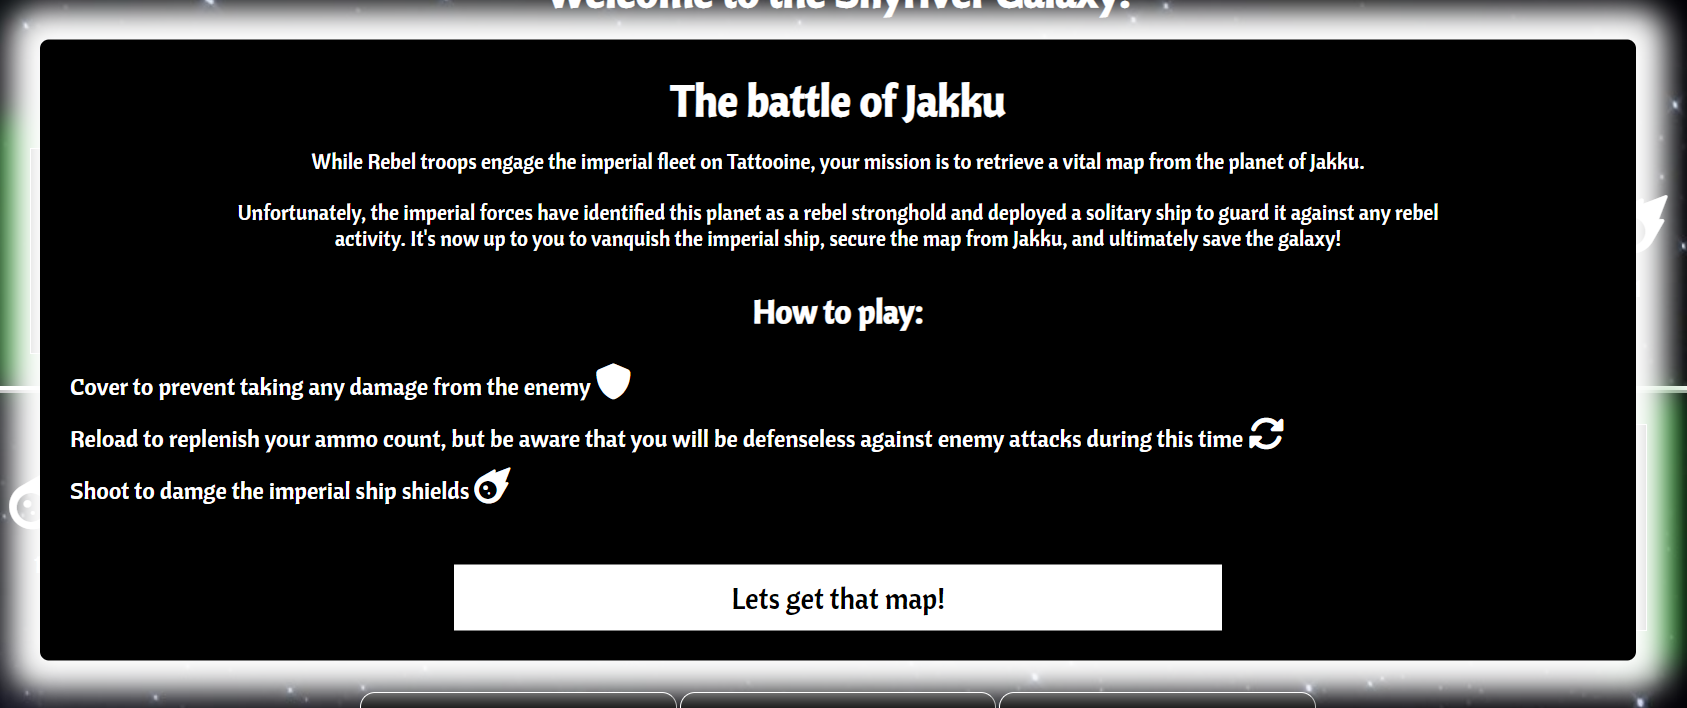 Welcome to the Skyriver Galaxy!
The battle of Jakku
While Rebel troops engage the imperial fleet on Tattooine, your mission is to retrieve a vital map from the planet of Jakku.
Unfortunately, the imperial forces have identified this planet as a rebel stronghold and deployed a solitary ship to guard it against any rebel
activity. It's now up to you to vanquish the imperial ship, secure the map from Jakku, and ultimately save the galaxy!
How to play:
Cover to prevent taking any damage from the enemy
Reload to replenish your ammo count, but be aware that you will be defenseless against enemy attacks during this time
Shoot to damge the imperial ship shields
Lets get that map!